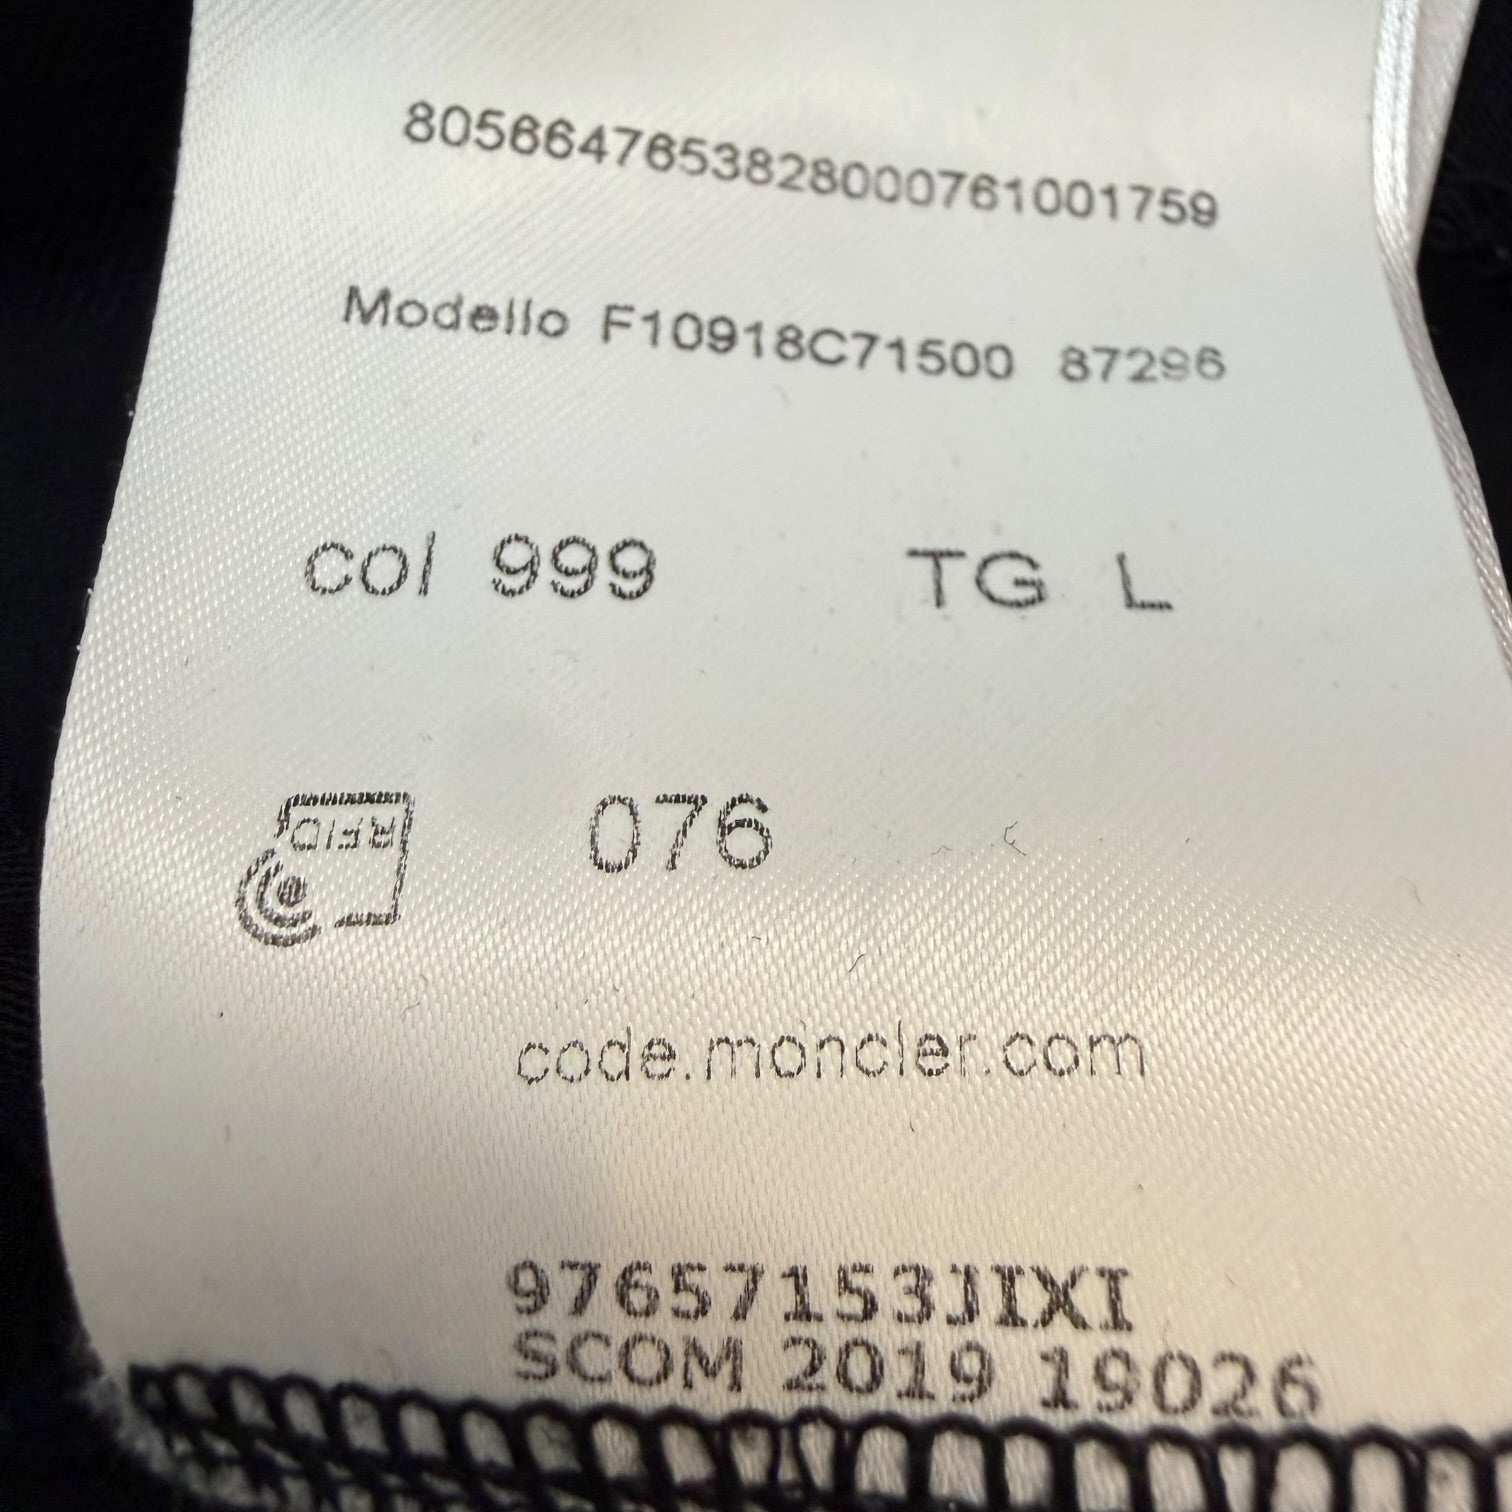 8056647653828000761001759
Modello F10918C71500 87296
col 999 TG L
RFID 076
code.moncler.com
97657153JIXI
SCOM 2019 19026